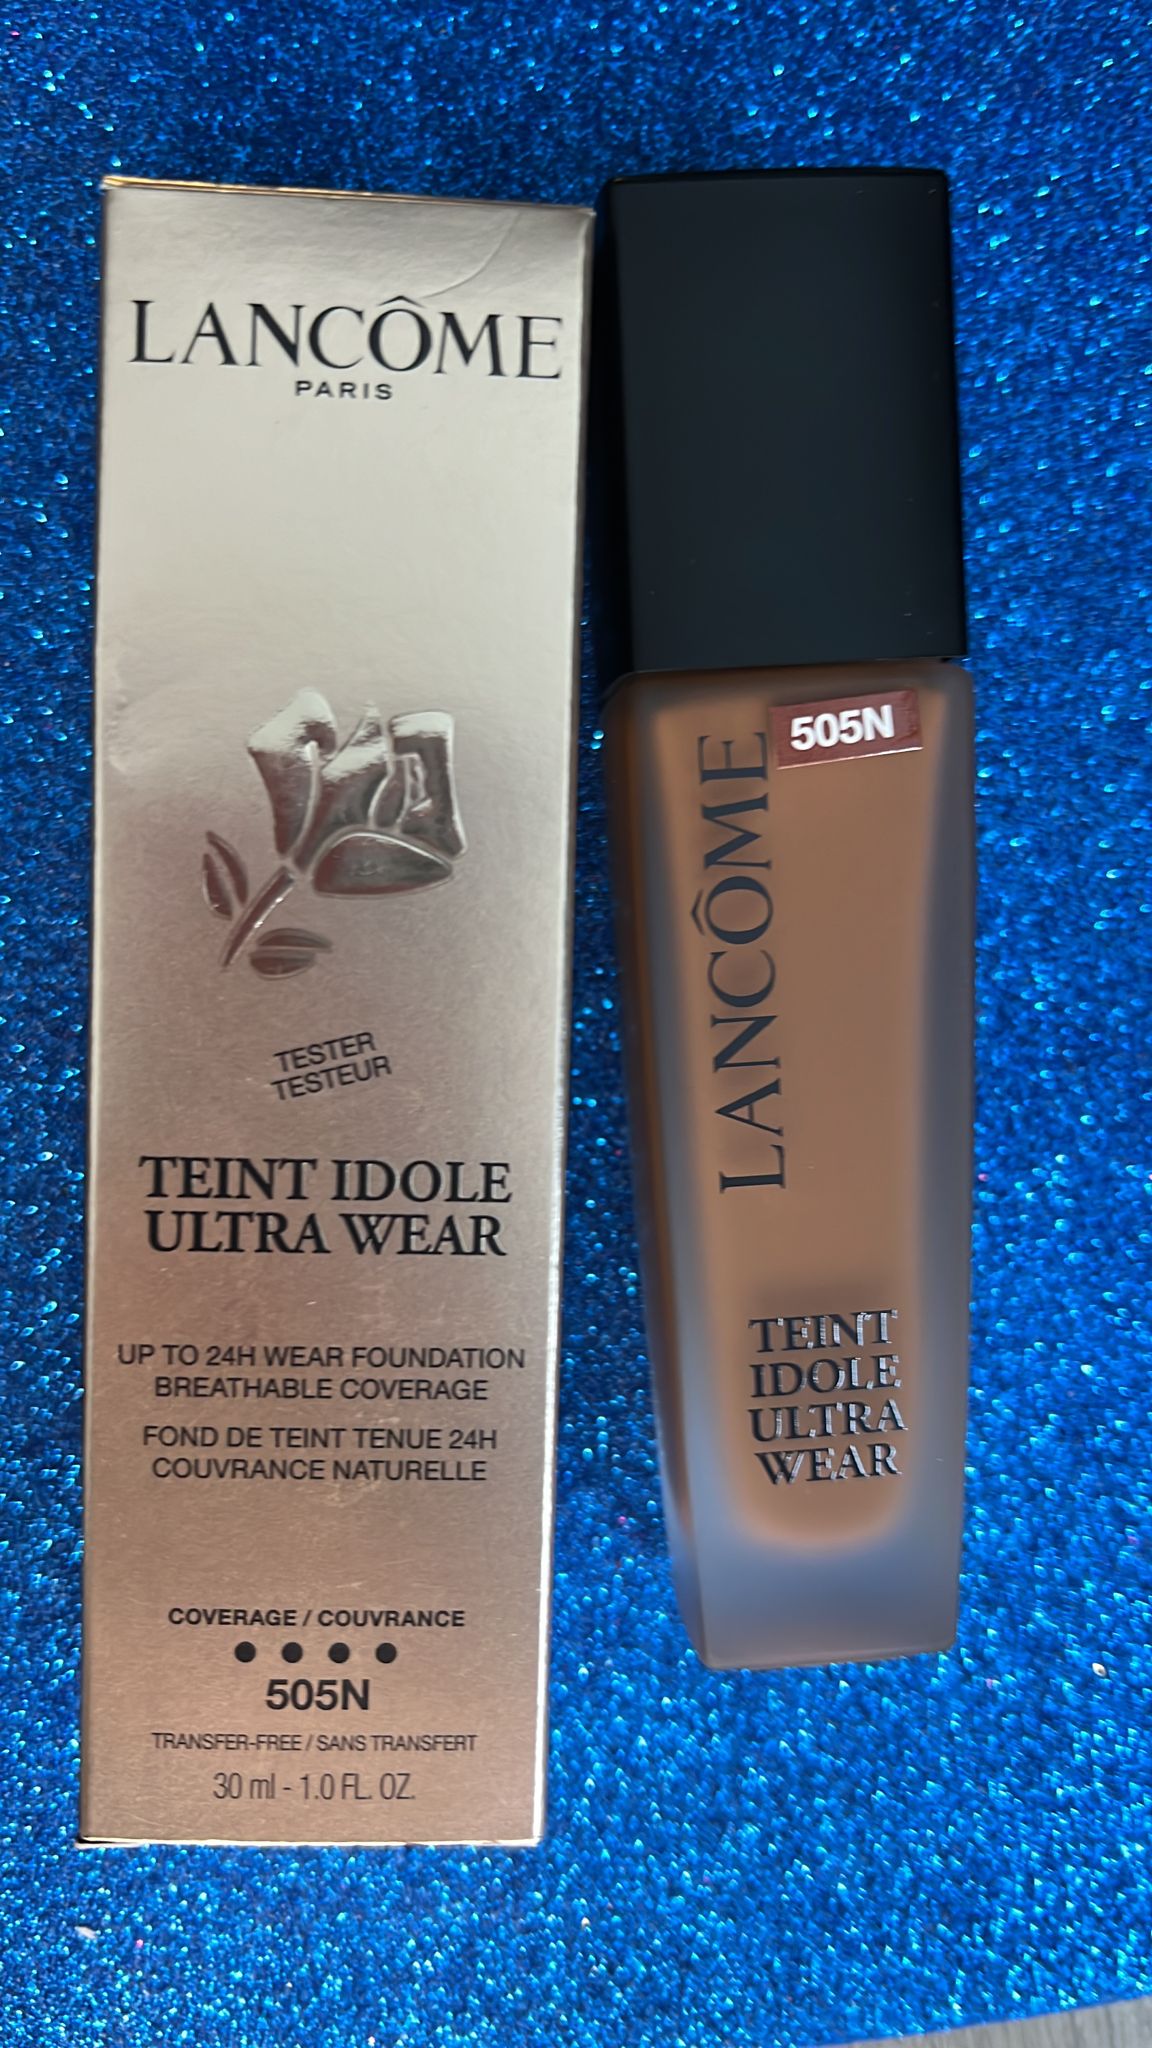 LANCÔME
PARIS
TESTER
TESTEUR
TEINT IDOLE
ULTRA WEAR
UP TO 24H WEAR FOUNDATION
BREATHABLE COVERAGE
FOND DE TEINT TENUE 24H
COUVRANCE NATURELLE
COVERAGE / COUVRANCE
505N
TRANSFER-FREE / SANS TRANSFERT
30 ml - 1.0 FL. OZ.
505N
LANCÔME
TEINT
IDOLE
ULTRA
WEAR